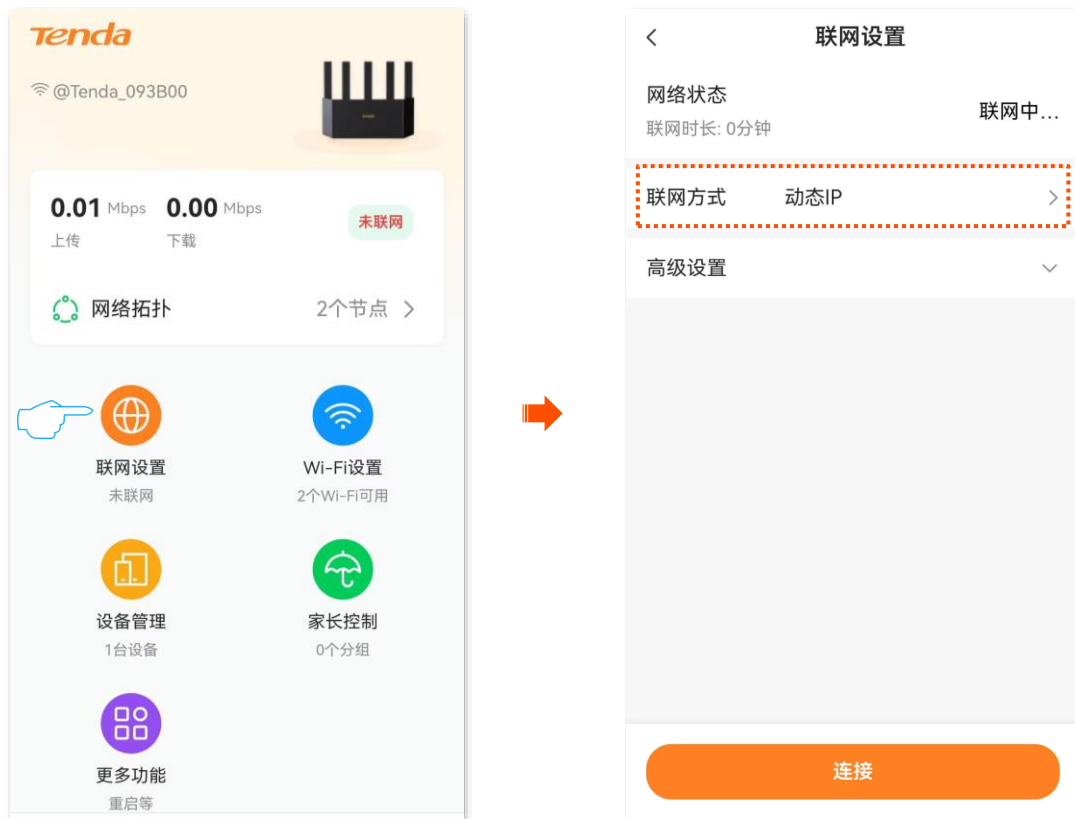 Tenda
@Tenda_093B00
0.01 Mbps 0.00 Mbps
上传 下载
未联网
网络拓扑 2个节点
联网设置 Wi-Fi设置
未联网 2个Wi-Fi可用
设备管理 家长控制
1台设备 0个分组
更多功能
重启等
联网设置
网络状态
联网时长: 0分钟
联网中...
联网方式 动态IP
高级设置
连接